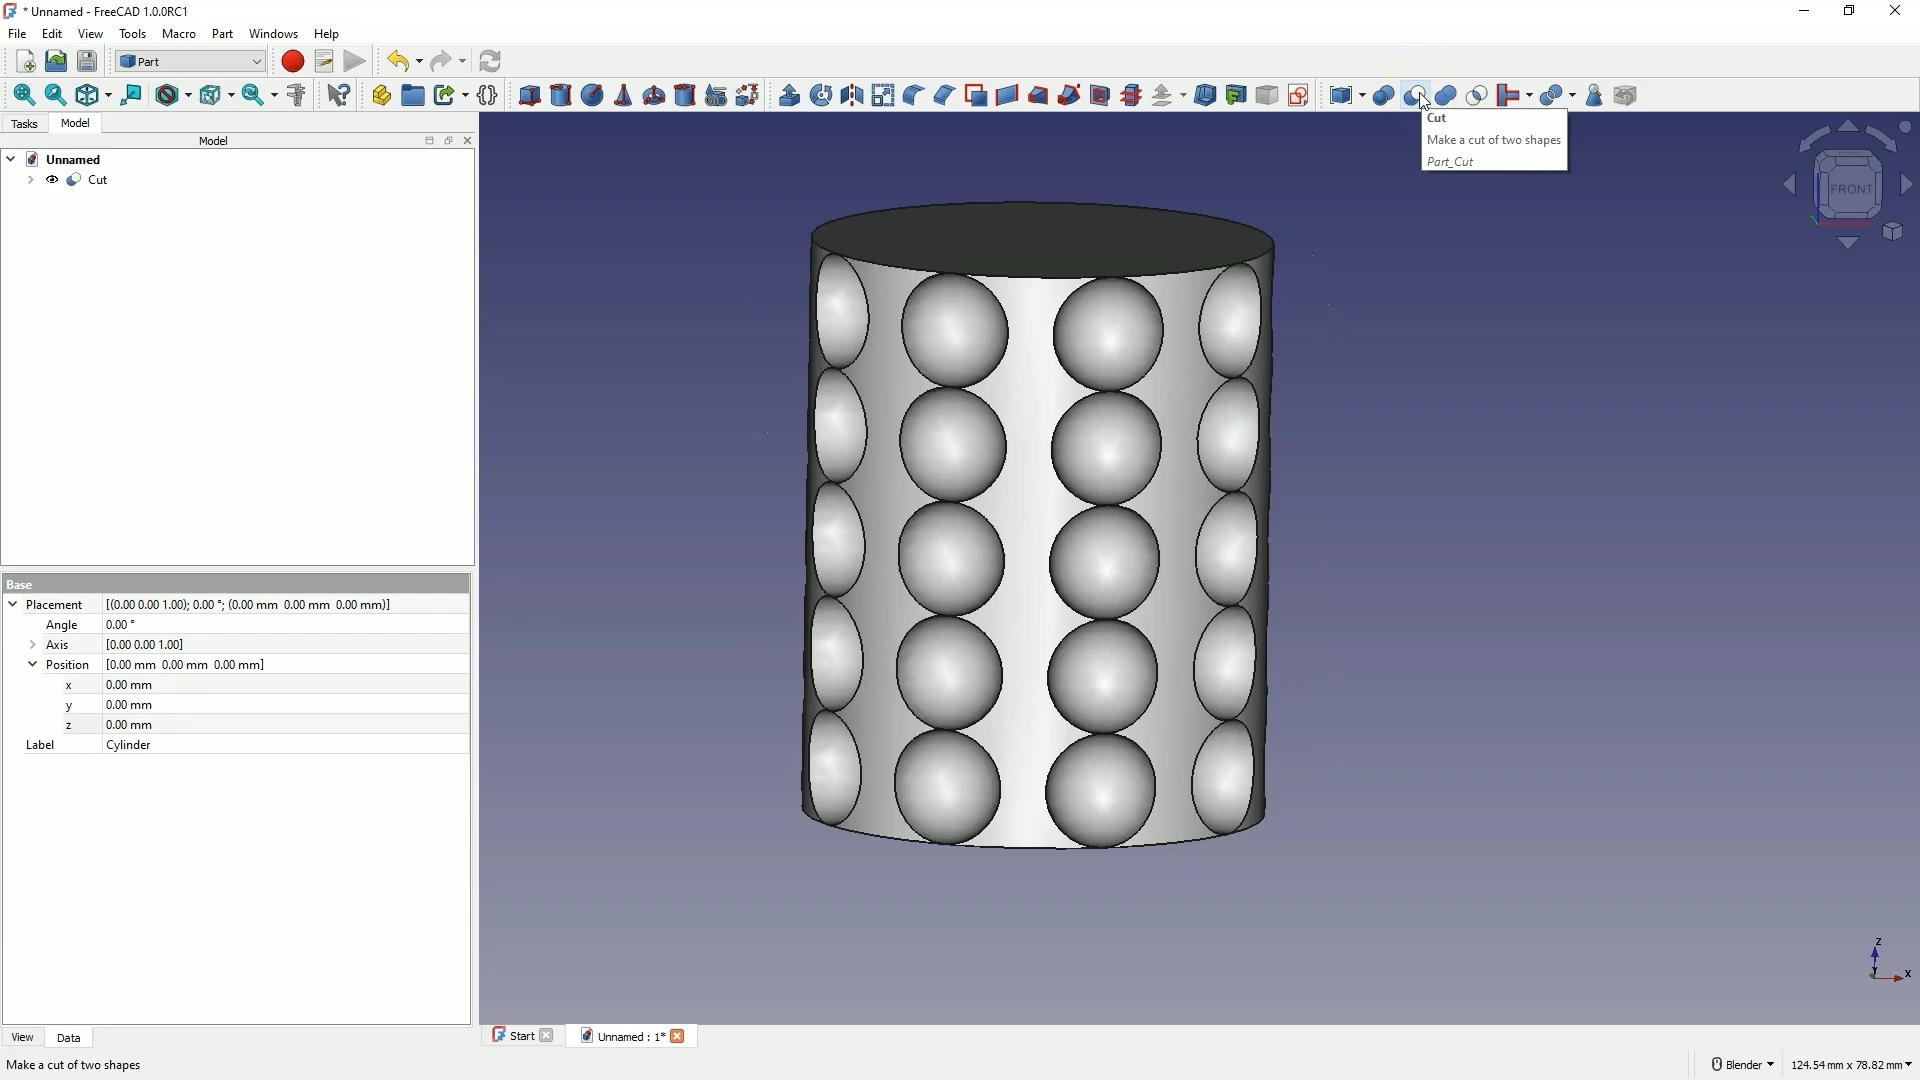 * Unnamed - FreeCAD 1.0.0RC1
File Edit View Tools Macro Part Windows Help
Part
Tasks Model
Model
Unnamed
Cut
Cut
Make a cut of two shapes
Part_Cut
FRONT
Base
Placement [(0.00 0.00 1.00); 0.00 °; (0.00 mm 0.00 mm 0.00 mm)]
Angle 0.00 °
Axis [0.00 0.00 1.00]
Position [0.00 mm 0.00 mm 0.00 mm]
x 0.00 mm
y 0.00 mm
z 0.00 mm
Label Cylinder
Z
Y
X
View Data
Start Unnamed : 1*
Make a cut of two shapes
Blender 124.54 mm x 78.82 mm